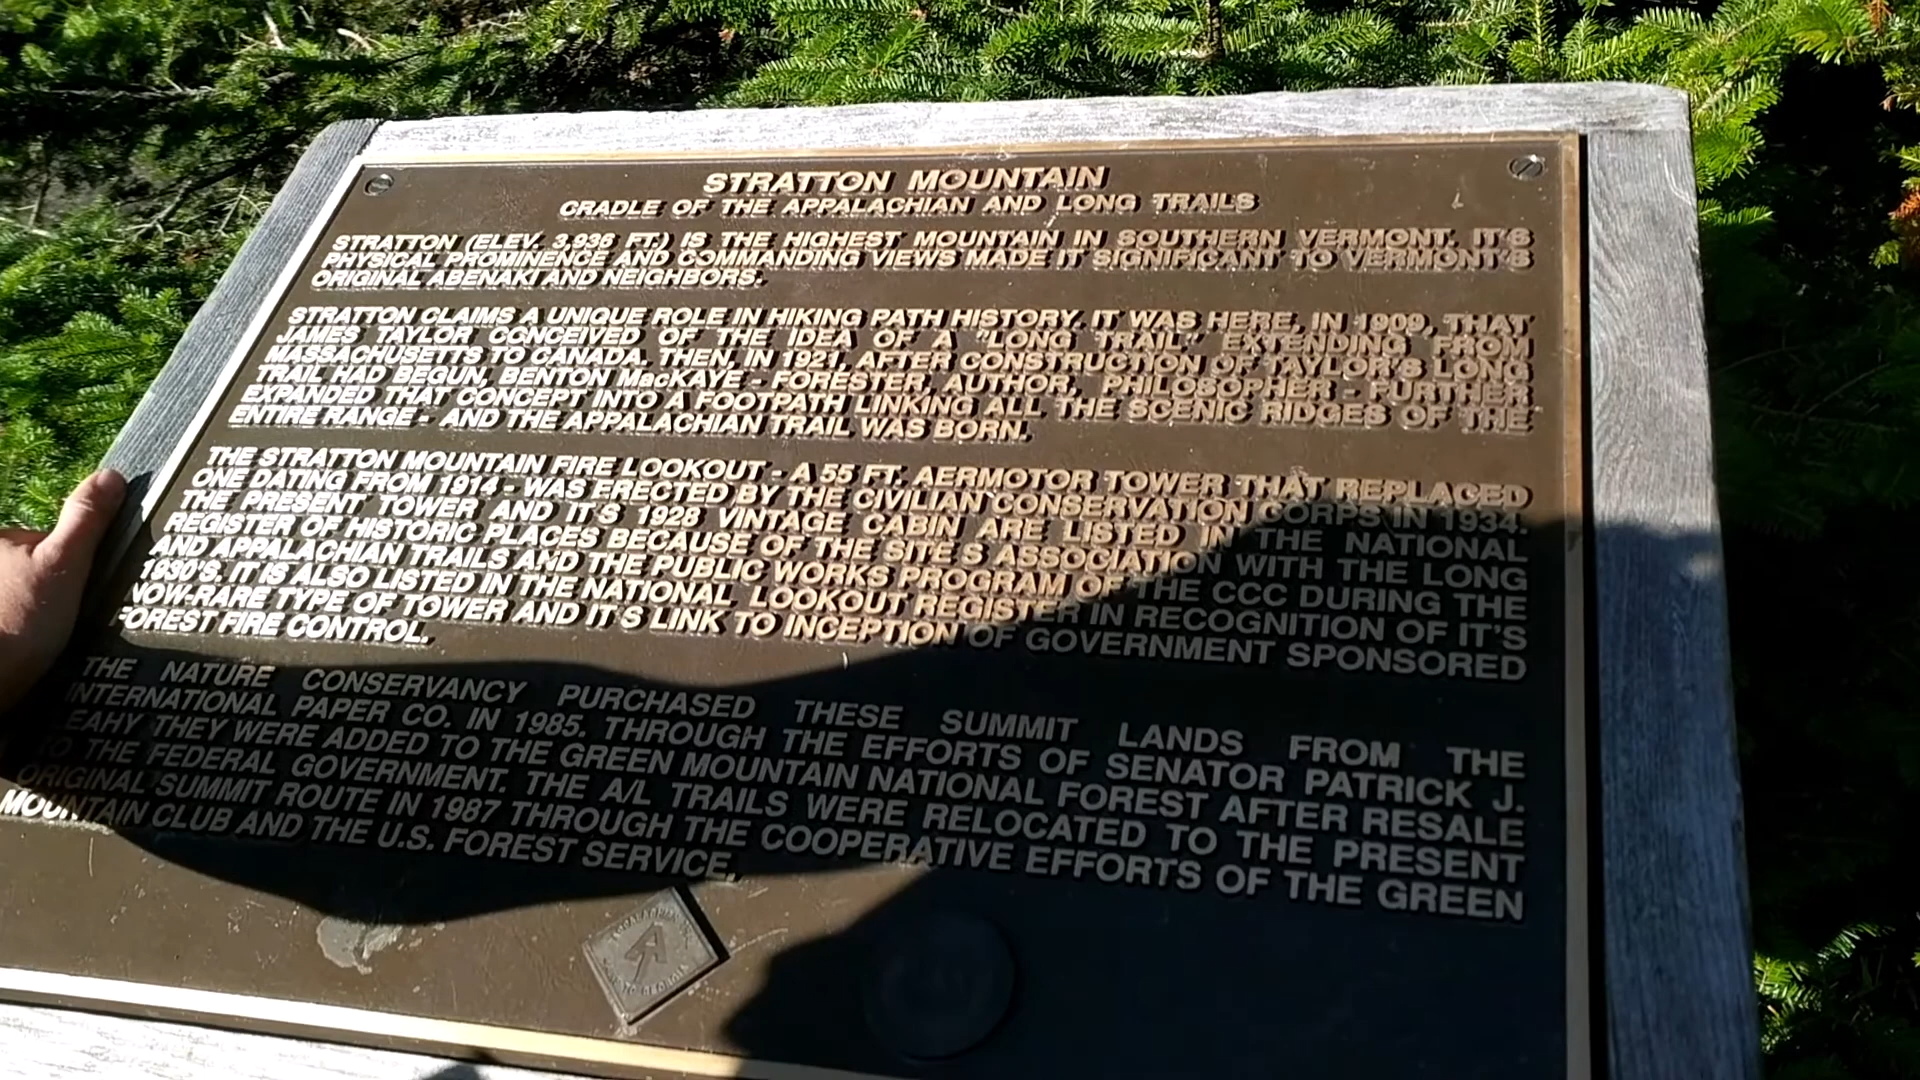 STRATTON MOUNTAIN
CRADLE OF THE APPALACHIAN AND LONG TRAILS
STRATTON (ELEV. 3,936 FT.) IS THE HIGHEST MOUNTAIN IN SOUTHERN VERMONT. IT'S
PHYSICAL PROMINENCE AND COMMANDING VIEWS MADE IT SIGNIFICANT TO VERMONT'S
ORIGINAL ABENAKI AND NEIGHBORS.
STRATTON CLAIMS A UNIQUE ROLE IN HIKING PATH HISTORY. IT WAS HERE, IN 1909, THAT
JAMES TAYLOR CONCEIVED OF THE IDEA OF A "LONG TRAIL" EXTENDING FROM
MASSACHUSETTS TO CANADA. THEN, IN 1921, AFTER CONSTRUCTION OF TAYLOR'S LONG
TRAIL HAD BEGUN, BENTON MacKAYE - FORESTER, AUTHOR, PHILOSOPHER - FURTHER
EXPANDED THAT CONCEPT INTO A FOOTPATH LINKING ALL THE SCENIC RIDGES OF THE
ENTIRE RANGE - AND THE APPALACHIAN TRAIL WAS BORN.
THE STRATTON MOUNTAIN FIRE LOOKOUT - A 55 FT. AERMOTOR TOWER THAT REPLACED
ONE DATING FROM 1914 - WAS ERECTED BY THE CIVILIAN CONSERVATION CORPS IN 1934.
THE PRESENT TOWER AND IT'S 1928 VINTAGE CABIN ARE LISTED IN THE NATIONAL
REGISTER OF HISTORIC PLACES BECAUSE OF THE SITE'S ASSOCIATION WITH THE LONG
AND APPALACHIAN TRAILS AND THE PUBLIC WORKS PROGRAM OF THE CCC DURING THE
1930'S. IT IS ALSO LISTED IN THE NATIONAL LOOKOUT REGISTER IN RECOGNITION OF IT'S
NOW-RARE TYPE OF TOWER AND IT'S LINK TO INCEPTION OF GOVERNMENT SPONSORED
FOREST FIRE CONTROL.
THE NATURE CONSERVANCY PURCHASED THESE SUMMIT LANDS FROM THE
INTERNATIONAL PAPER CO. IN 1985. THROUGH THE EFFORTS OF SENATOR PATRICK J.
LEAHY THEY WERE ADDED TO THE GREEN MOUNTAIN NATIONAL FOREST AFTER RESALE
TO THE FEDERAL GOVERNMENT. THE A/L TRAILS WERE RELOCATED TO THE PRESENT
ORIGINAL SUMMIT ROUTE IN 1987 THROUGH THE COOPERATIVE EFFORTS OF THE GREEN
MOUNTAIN CLUB AND THE U.S. FOREST SERVICE.